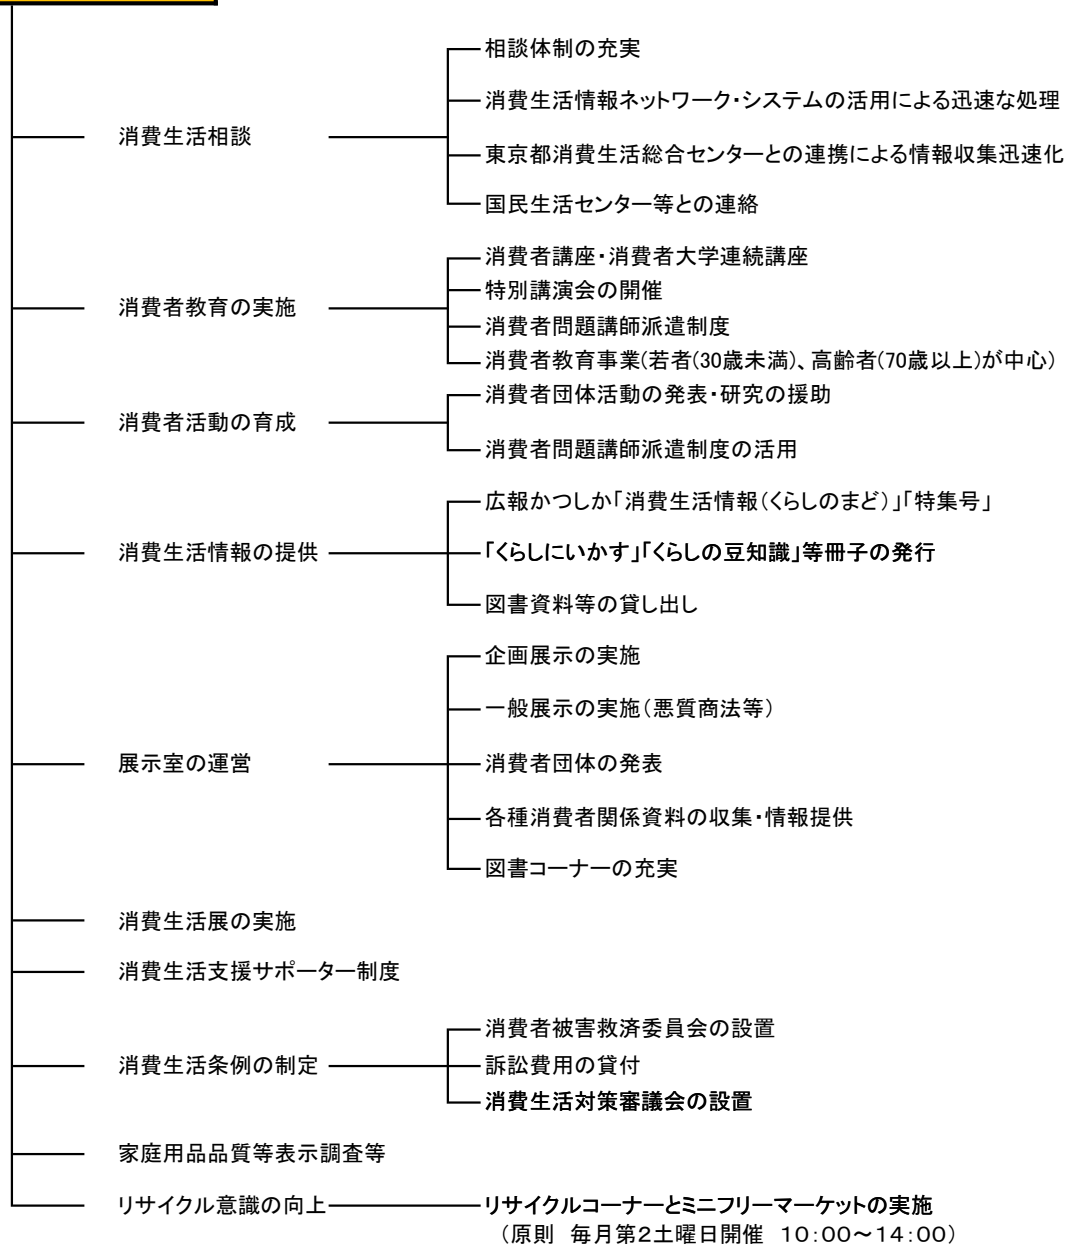 消費生活相談
相談体制の充実
消費生活情報ネットワーク・システムの活用による迅速な処理
東京都消費生活総合センターとの連携による情報収集迅速化
国民生活センター等との連絡
消費者教育の実施
消費者講座・消費者大学連続講座
特別講演会の開催
消費者問題講師派遣制度
消費者教育事業(若者(30歳未満)、高齢者(70歳以上)が中心)
消費者活動の育成
消費者団体活動の発表・研究の援助
消費者問題講師派遣制度の活用
消費生活情報の提供
広報かつしか「消費生活情報（くらしのまど）」「特集号」
「くらしにいかす」「くらしの豆知識」等冊子の発行
図書資料等の貸し出し
展示室の運営
企画展示の実施
一般展示の実施（悪質商法等）
消費者団体の発表
各種消費者関係資料の収集・情報提供
図書コーナーの充実
消費生活展の実施
消費生活支援サポーター制度
消費生活条例の制定
消費者被害救済委員会の設置
訴訟費用の貸付
消費生活対策審議会の設置
家庭用品品質等表示調査等
リサイクル意識の向上
リサイクルコーナーとミニフリーマーケットの実施
（原則　毎月第２土曜日開催　１０：００～１４：００）